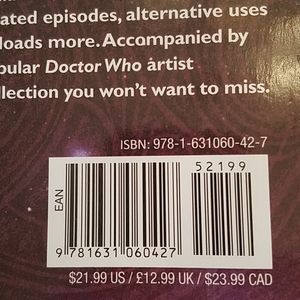 ated episodes, alternative uses
loads more. Accompanied by
pular Doctor Who artist
llection you won't want to miss.
ISBN: 978-1-631060-42-7
52199
EAN
9 781631 060427
$21.99 US / £12.99 UK / $23.99 CAD